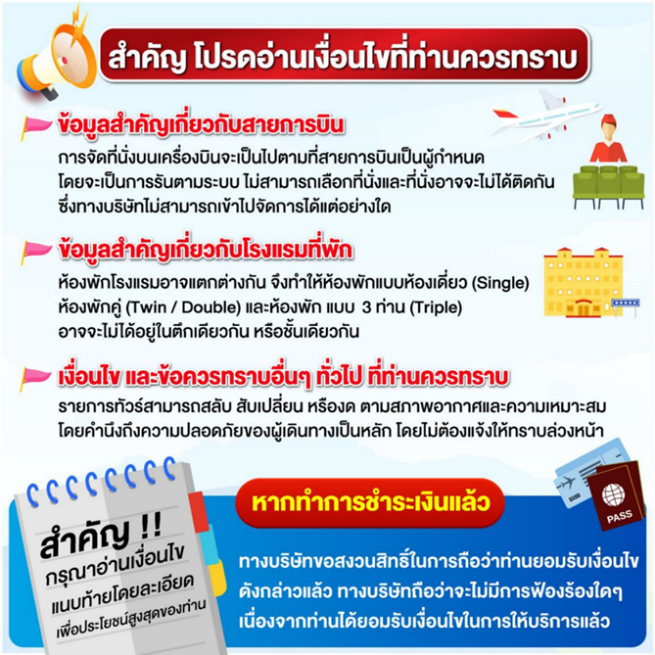 สำคัญ โปรดอ่านเงื่อนไขที่ท่านควรทราบ
ข้อมูลสำคัญเกี่ยวกับสายการบิน
การจัดที่นั่งบนเครื่องบินจะเป็นไปตามที่สายการบินเป็นผู้กำหนด
โดยจะเป็นการรันตามระบบ ไม่สามารถเลือกที่นั่งและที่นั่งอาจจะไม่ได้ติดกัน
ซึ่งทางบริษัทไม่สามารถเข้าไปจัดการได้แต่อย่างใด
ข้อมูลสำคัญเกี่ยวกับโรงแรมที่พัก
ห้องพักโรงแรมอาจแตกต่างกัน จึงทำให้ห้องพักแบบห้องเดี่ยว (Single)
ห้องพักคู่ (Twin / Double) และห้องพัก แบบ 3 ท่าน (Triple)
อาจจะไม่ได้อยู่ในตึกเดียวกัน หรือชั้นเดียวกัน
เงื่อนไข และข้อควรทราบอื่นๆ ทั่วไป ที่ท่านควรทราบ
รายการทัวร์สามารถสลับ สับเปลี่ยน หรืองด ตามสภาพอากาศและความเหมาะสม
โดยคำนึงถึงความปลอดภัยของผู้เดินทางเป็นหลัก โดยไม่ต้องแจ้งให้ทราบล่วงหน้า
สำคัญ !!
กรุณาอ่านเงื่อนไข
แนบท้ายโดยละเอียด
เพื่อประโยชน์สูงสุดของท่าน
หากทำการชำระเงินแล้ว
ทางบริษัทขอสงวนสิทธิ์ในการถือว่าท่านยอมรับเงื่อนไข
ดังกล่าวแล้ว ทางบริษัทถือว่าจะไม่มีการฟ้องร้องใดๆ
เนื่องจากท่านได้ยอมรับเงื่อนไขในการให้บริการแล้ว
PASS